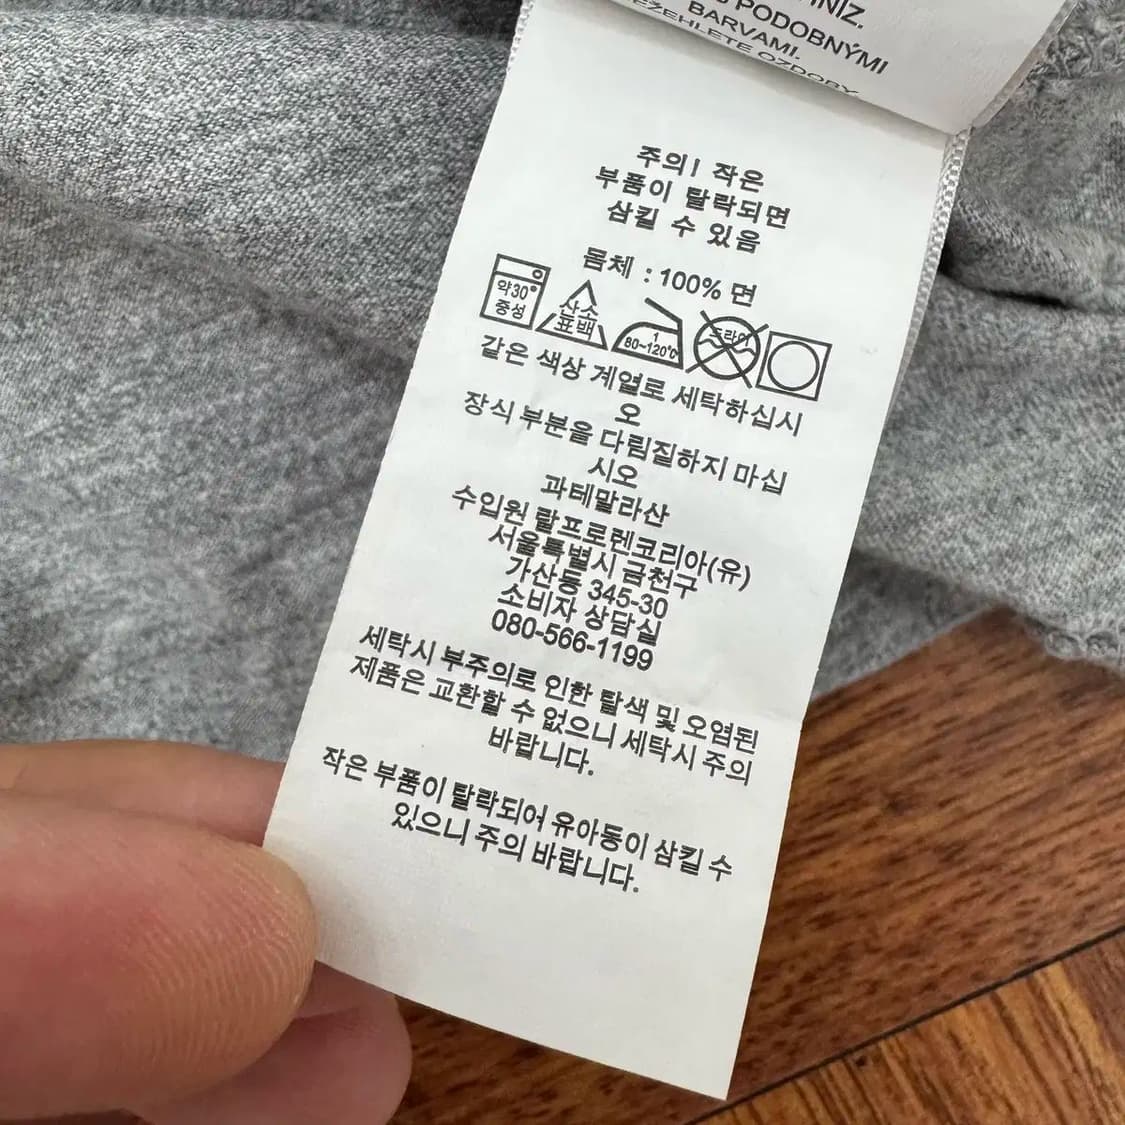 PODOBNÝMI
BARVAMI.
NEŽEHLETE OZDOBY
주의! 작은
부품이 탈락되면
삼킬 수 있음
몸체 : 100% 면
약30°
중성
산소
표백
1
80~120°C
드라이
같은 색상 계열로 세탁하십시
오
장식 부분을 다림질하지 마십
시오
과테말라산
수입원 랄프로렌코리아(유)
서울특별시 금천구
가산동 345-30
소비자 상담실
080-566-1199
세탁시 부주의로 인한 탈색 및 오염된
제품은 교환할 수 없으니 세탁시 주의
바랍니다.
작은 부품이 탈락되어 유아동이 삼킬 수
있으니 주의 바랍니다.